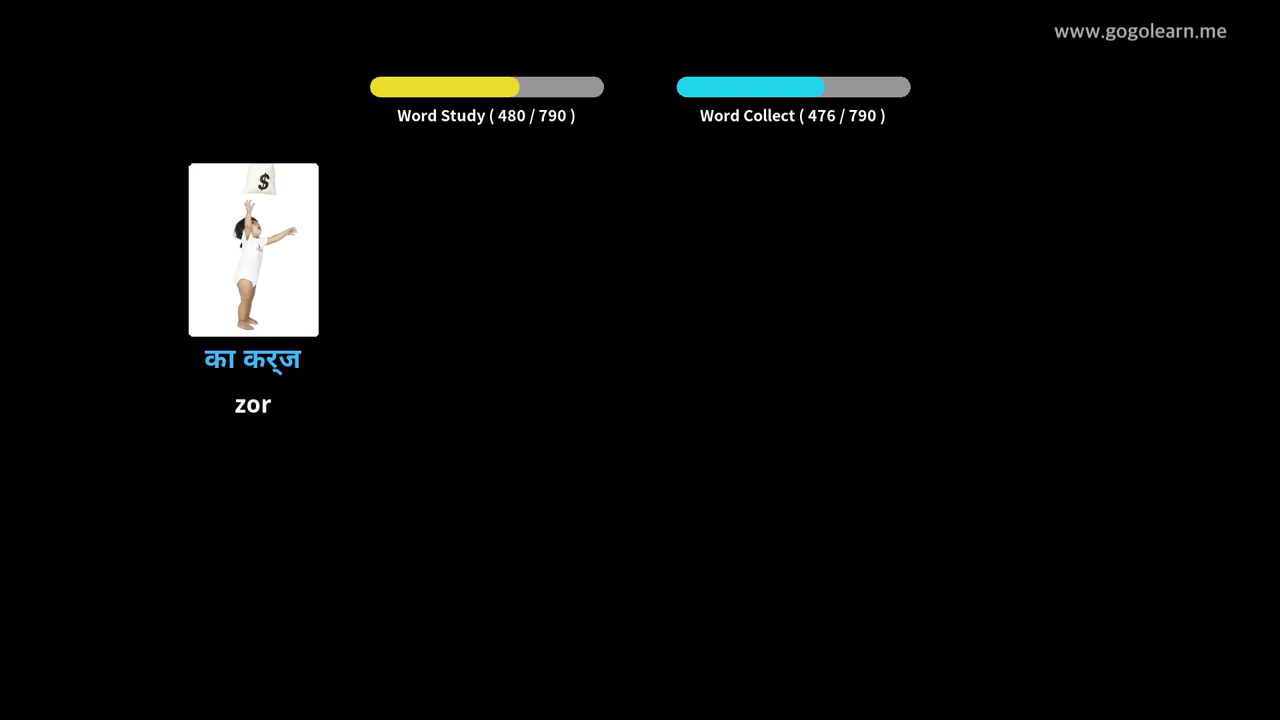 www.gogolearn.me
Word Study ( 480 / 790 )
Word Collect ( 476 / 790 )
$
का कर्ज
zor